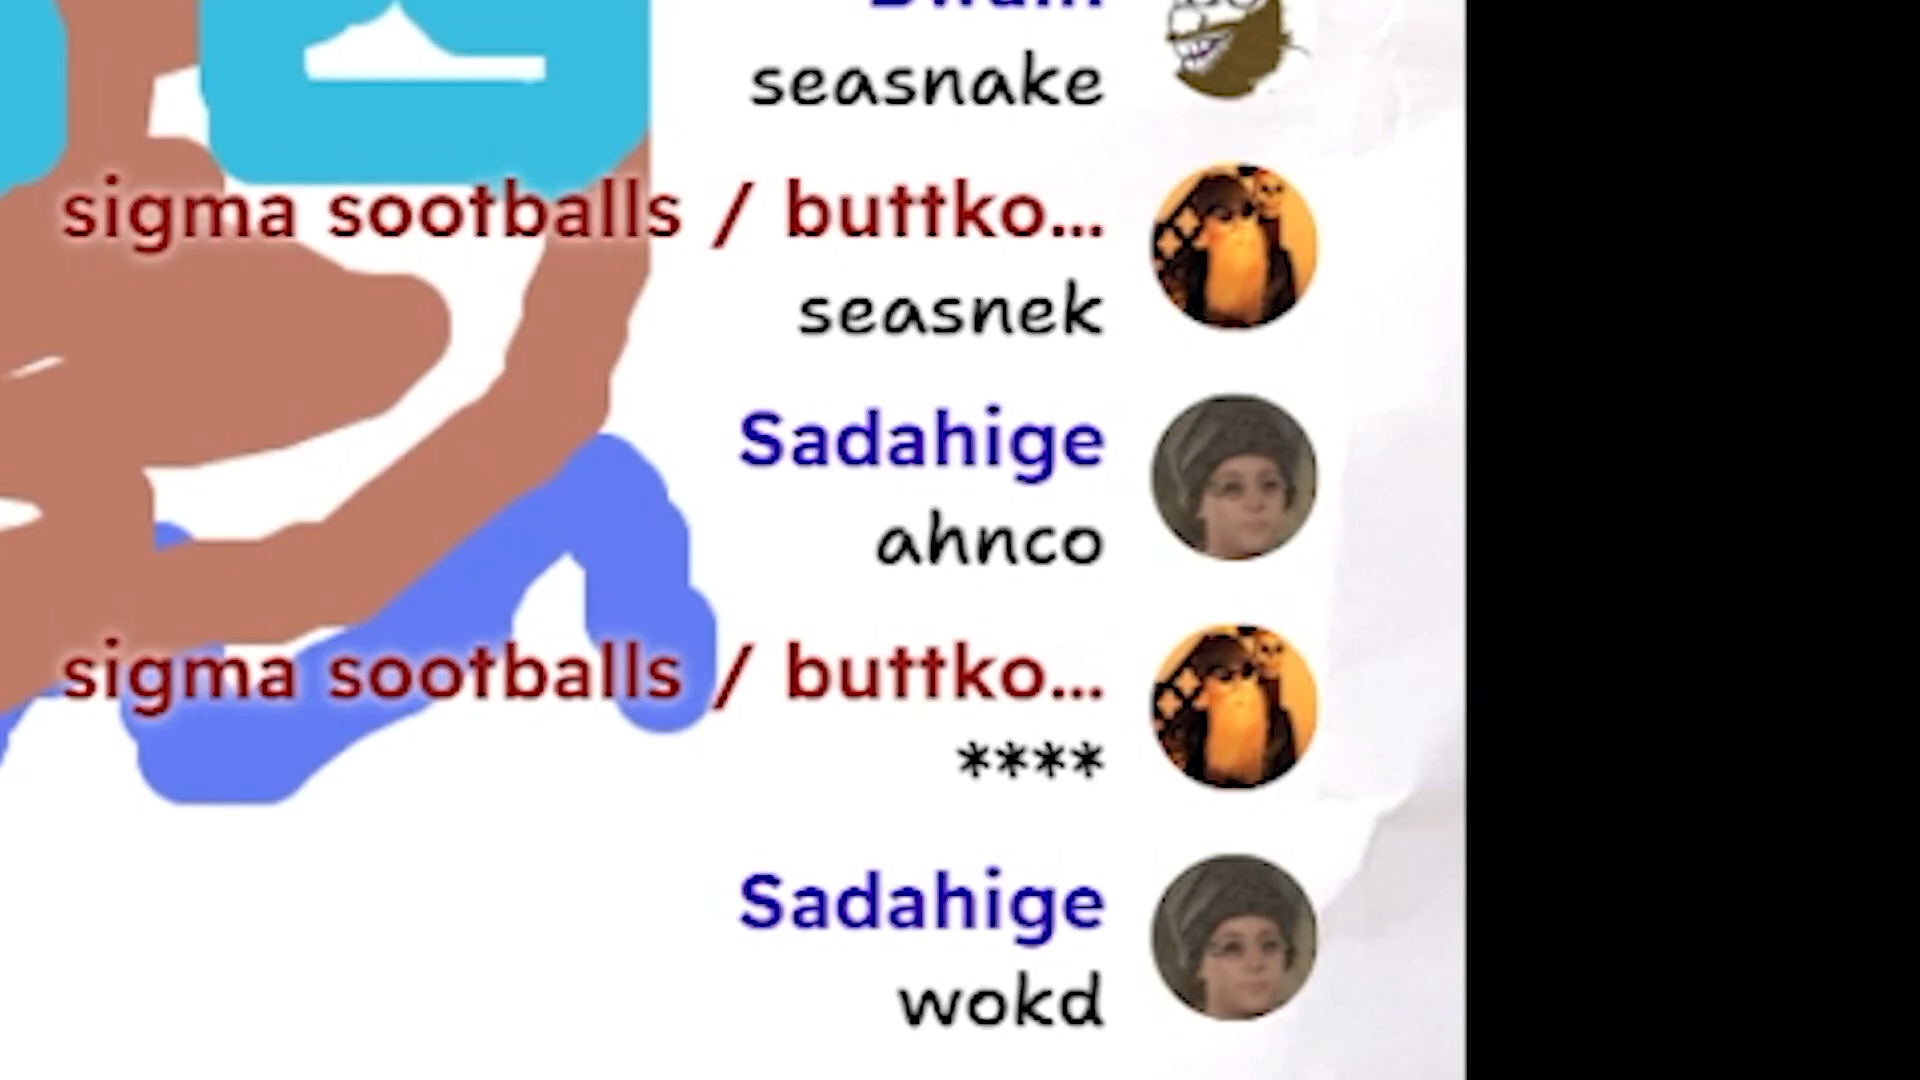 seasnake
sigma sootballs / buttko...
seasnek
Sadahige
ahnco
sigma sootballs / buttko...
****
Sadahige
wokd